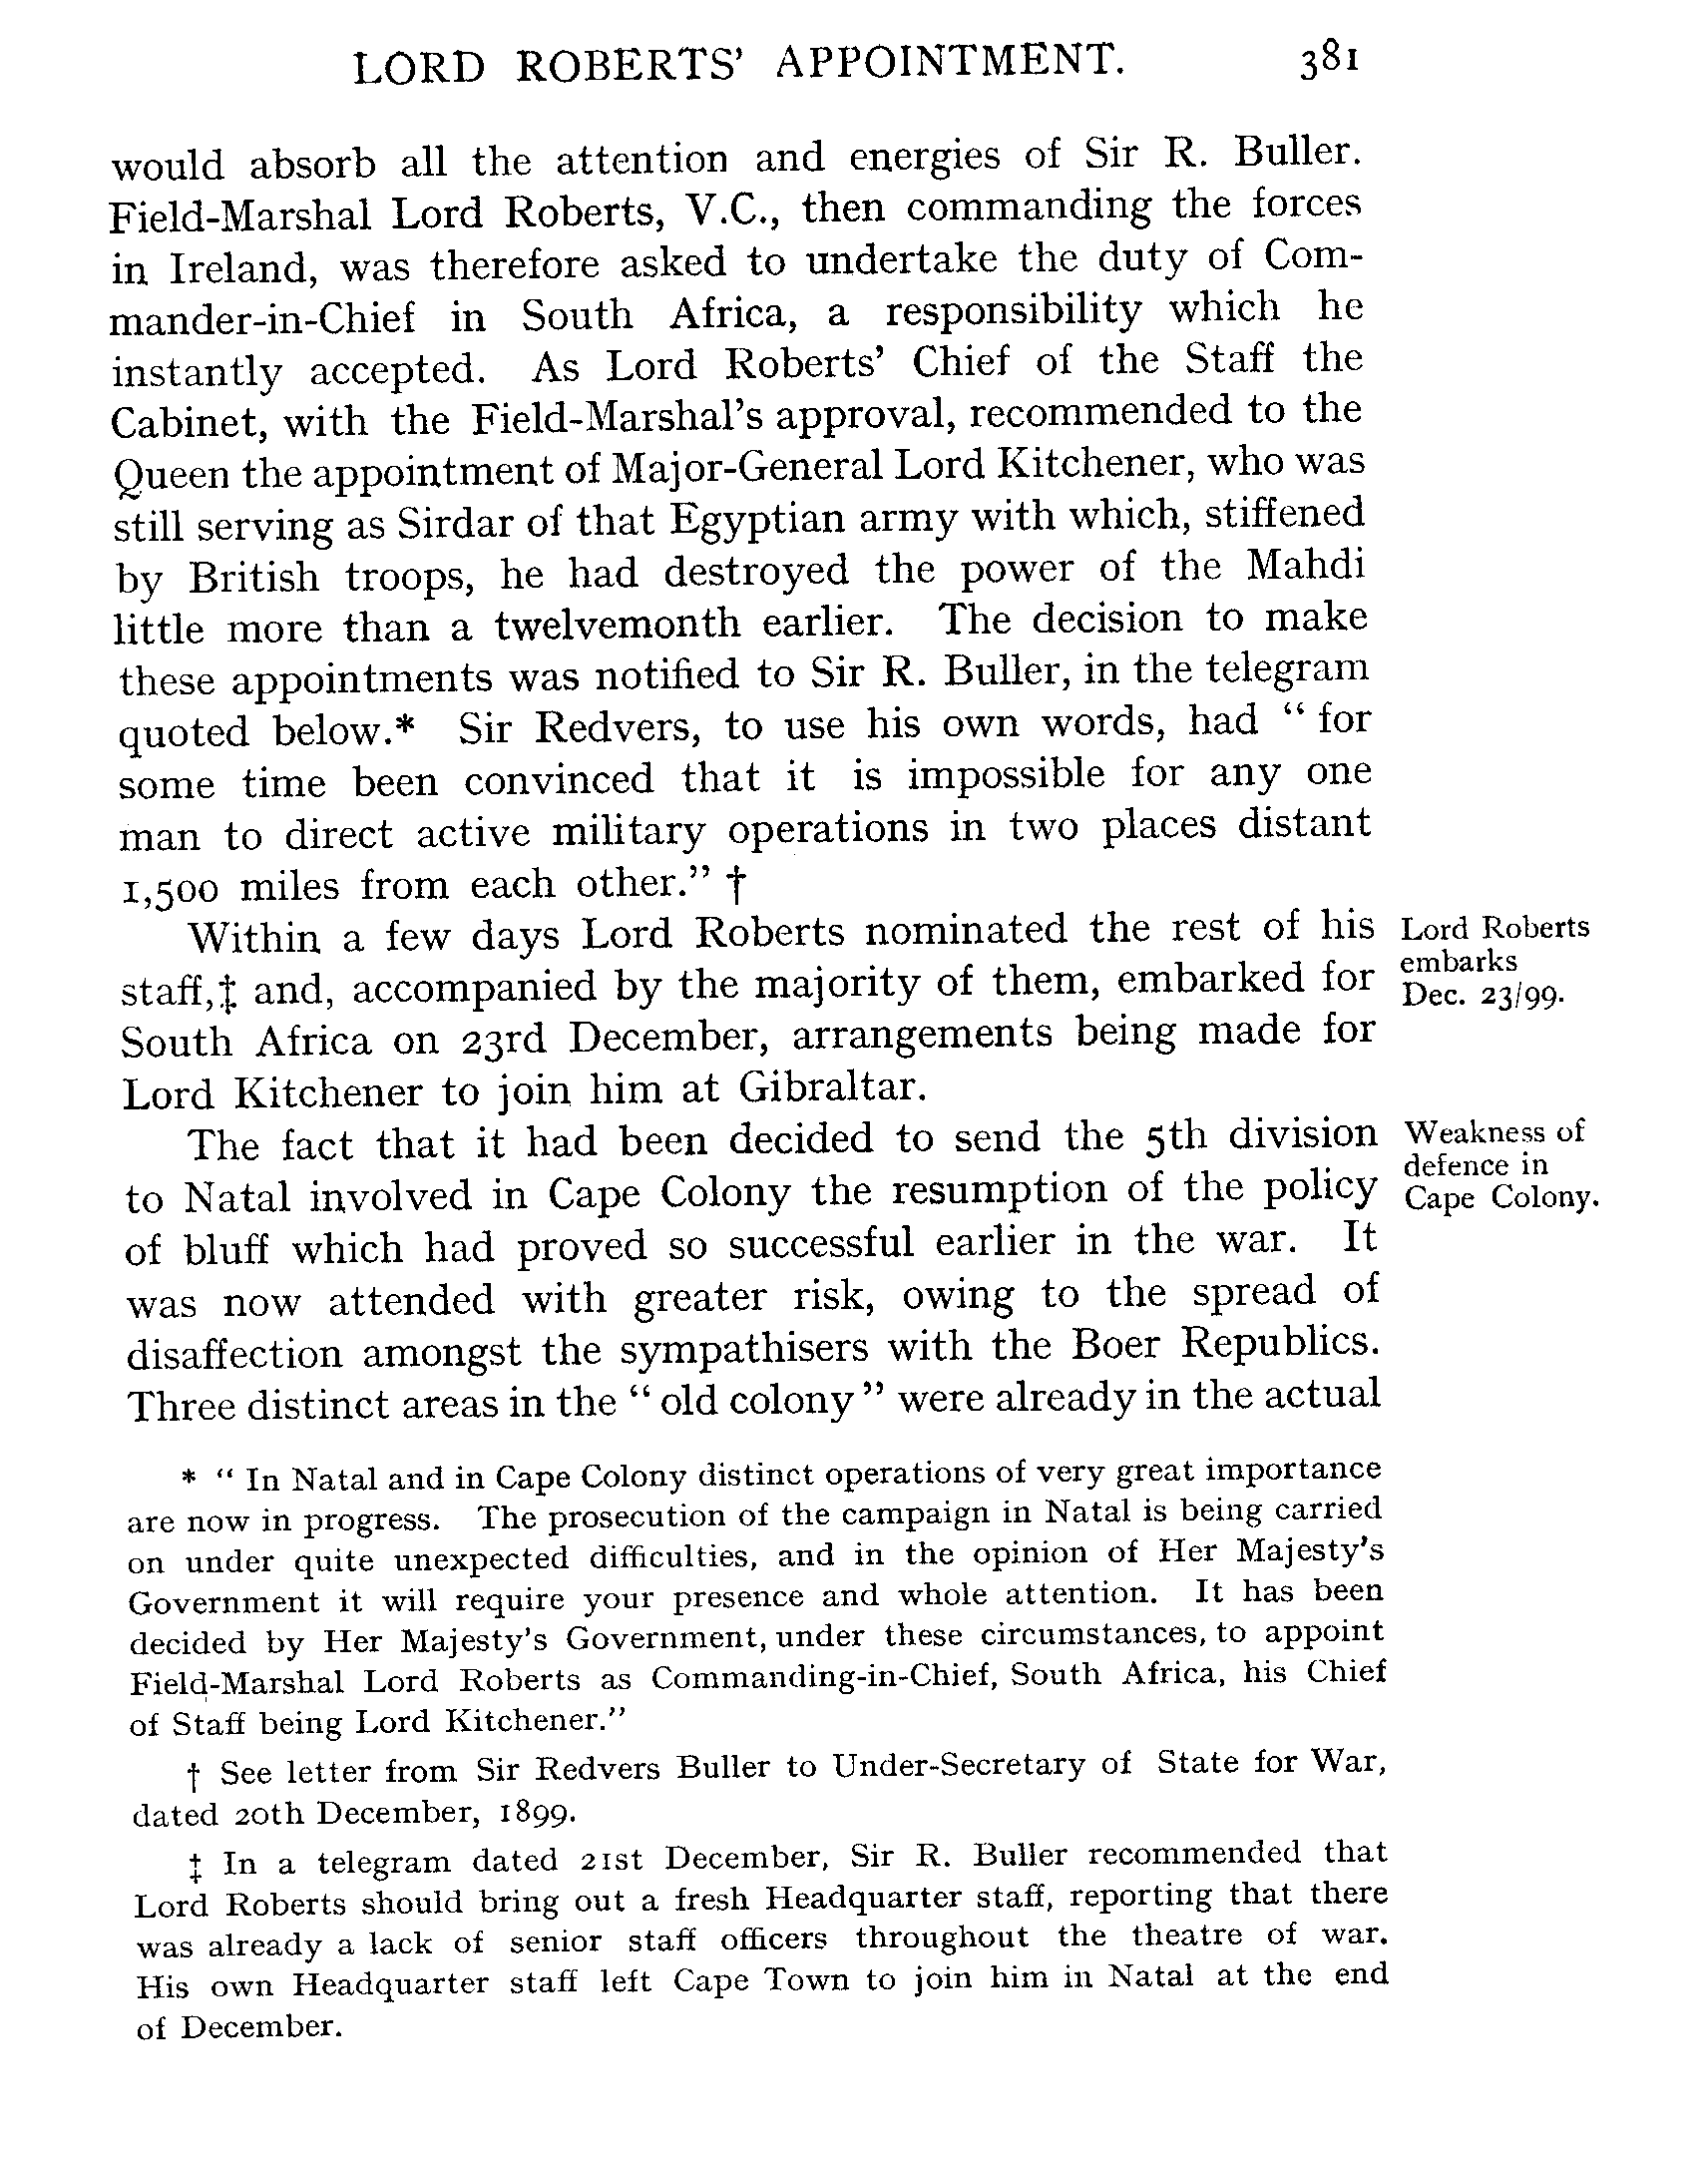 LORD ROBERTS' APPOINTMENT. 381
would absorb all the attention and energies of Sir R. Buller.
Field-Marshal Lord Roberts, V.C., then commanding the forces
in Ireland, was therefore asked to undertake the duty of Com-
mander-in-Chief in South Africa, a responsibility which he
instantly accepted. As Lord Roberts' Chief of the Staff the
Cabinet, with the Field-Marshal's approval, recommended to the
Queen the appointment of Major-General Lord Kitchener, who was
still serving as Sirdar of that Egyptian army with which, stiffened
by British troops, he had destroyed the power of the Mahdi
little more than a twelvemonth earlier. The decision to make
these appointments was notified to Sir R. Buller, in the telegram
quoted below.* Sir Redvers, to use his own words, had “ for
some time been convinced that it is impossible for any one
man to direct active military operations in two places distant
1,500 miles from each other.” †
Within a few days Lord Roberts nominated the rest of his
staff,‡ and, accompanied by the majority of them, embarked for
South Africa on 23rd December, arrangements being made for
Lord Kitchener to join him at Gibraltar.
Lord Roberts
embarks
Dec. 23/99.
The fact that it had been decided to send the 5th division
to Natal involved in Cape Colony the resumption of the policy
of bluff which had proved so successful earlier in the war. It
was now attended with greater risk, owing to the spread of
disaffection amongst the sympathisers with the Boer Republics.
Three distinct areas in the “ old colony ” were already in the actual
Weakness of
defence in
Cape Colony.
* “ In Natal and in Cape Colony distinct operations of very great importance
are now in progress. The prosecution of the campaign in Natal is being carried
on under quite unexpected difficulties, and in the opinion of Her Majesty's
Government it will require your presence and whole attention. It has been
decided by Her Majesty's Government, under these circumstances, to appoint
Field-Marshal Lord Roberts as Commanding-in-Chief, South Africa, his Chief
of Staff being Lord Kitchener.”
† See letter from Sir Redvers Buller to Under-Secretary of State for War,
dated 20th December, 1899.
‡ In a telegram dated 21st December, Sir R. Buller recommended that
Lord Roberts should bring out a fresh Headquarter staff, reporting that there
was already a lack of senior staff officers throughout the theatre of war.
His own Headquarter staff left Cape Town to join him in Natal at the end
of December.